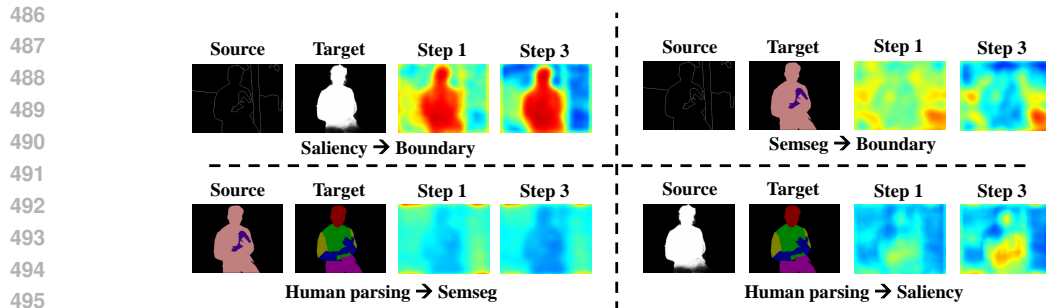 486
487
488
489
490
491
492
493
494
495
Source Target Step 1 Step 3
Saliency → Boundary
Source Target Step 1 Step 3
Semseg → Boundary
Source Target Step 1 Step 3
Human parsing → Semseg
Source Target Step 1 Step 3
Human parsing → Saliency